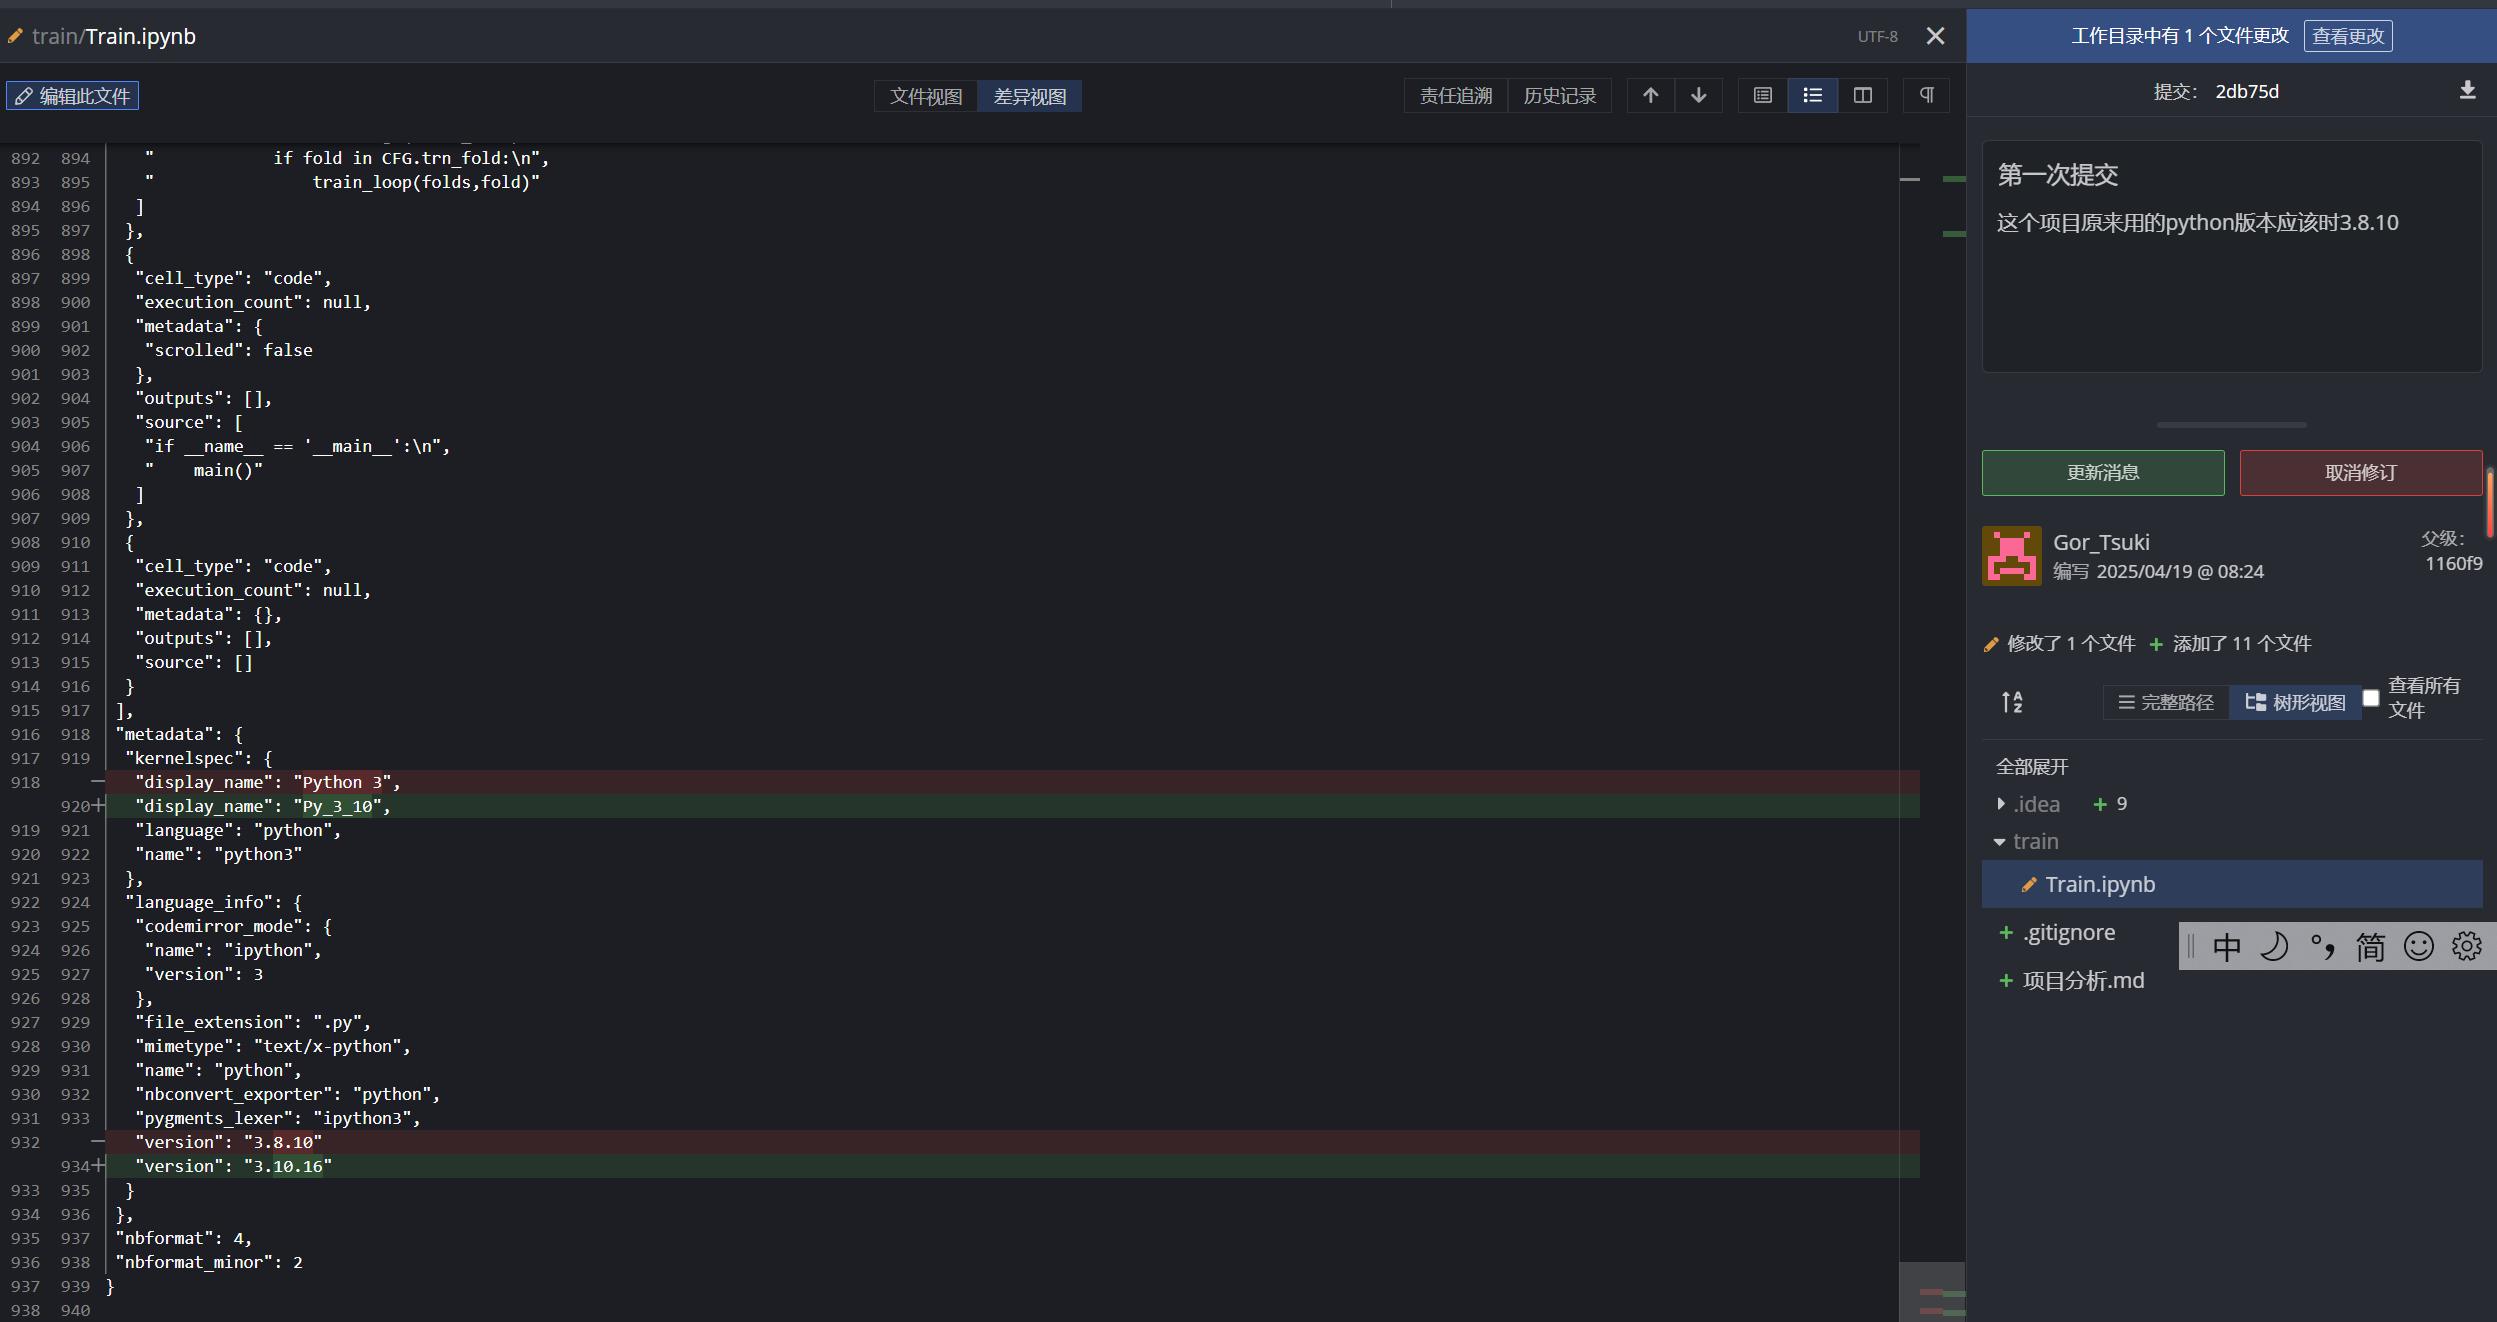 train/Train.ipynb
UTF-8
编辑此文件
文件视图
差异视图
责任追溯
历史记录
892 894 "            if fold in CFG.trn_fold:\n",
893 895 "                train_loop(folds,fold)"
894 896 ]
895 897 },
896 898 {
897 899 "cell_type": "code",
898 900 "execution_count": null,
899 901 "metadata": {
900 902 "scrolled": false
901 903 },
902 904 "outputs": [],
903 905 "source": [
904 906 "if __name__ == '__main__':\n",
905 907 "    main()"
906 908 ]
907 909 },
908 910 {
909 911 "cell_type": "code",
910 912 "execution_count": null,
911 913 "metadata": {},
912 914 "outputs": [],
913 915 "source": []
914 916 }
915 917 ],
916 918 "metadata": {
917 919 "kernelspec": {
918 — "display_name": "Python 3",
920+ "display_name": "Py_3_10",
919 921 "language": "python",
920 922 "name": "python3"
921 923 },
922 924 "language_info": {
923 925 "codemirror_mode": {
924 926 "name": "ipython",
925 927 "version": 3
926 928 },
927 929 "file_extension": ".py",
928 930 "mimetype": "text/x-python",
929 931 "name": "python",
930 932 "nbconvert_exporter": "python",
931 933 "pygments_lexer": "ipython3",
932 — "version": "3.8.10"
934+ "version": "3.10.16"
933 935 }
934 936 },
935 937 "nbformat": 4,
936 938 "nbformat_minor": 2
937 939 }
938 940
工作目录中有 1 个文件更改 查看更改
提交： 2db75d
第一次提交
这个项目原来用的python版本应该时3.8.10
更新消息
取消修订
Gor_Tsuki
编写 2025/04/19 @ 08:24
父级：
1160f9
修改了 1 个文件 + 添加了 11 个文件
完整路径
树形视图
查看所有文件
全部展开
.idea + 9
train
Train.ipynb
+ .gitignore
+ 项目分析.md
中 °, 简